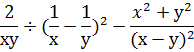 2/xy ÷ (1/x − 1/y)² − (x² + y²)/(x − y)²